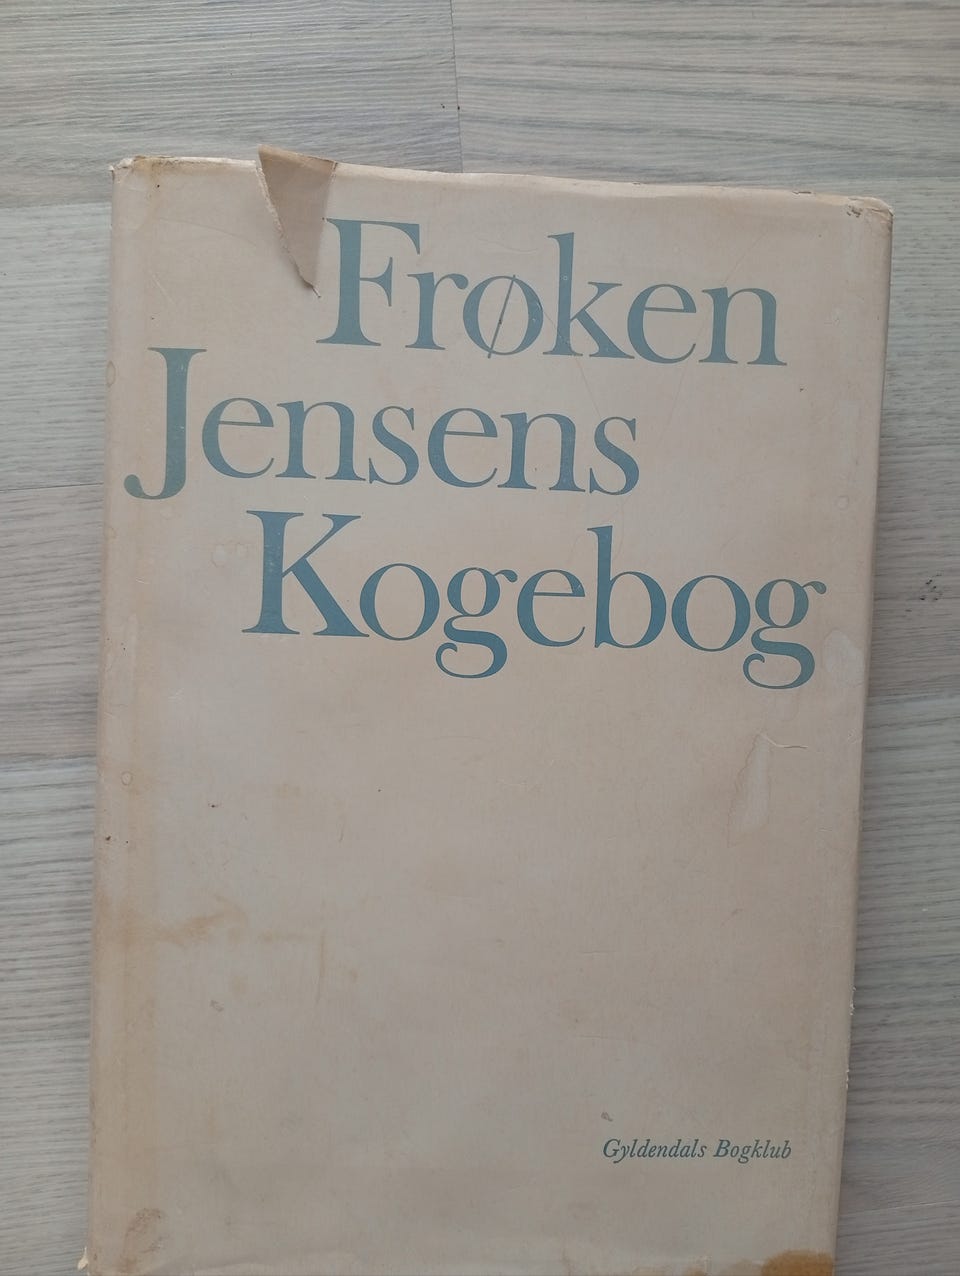 Frøken
Jensens
Kogebog
Gyldendals Bogklub